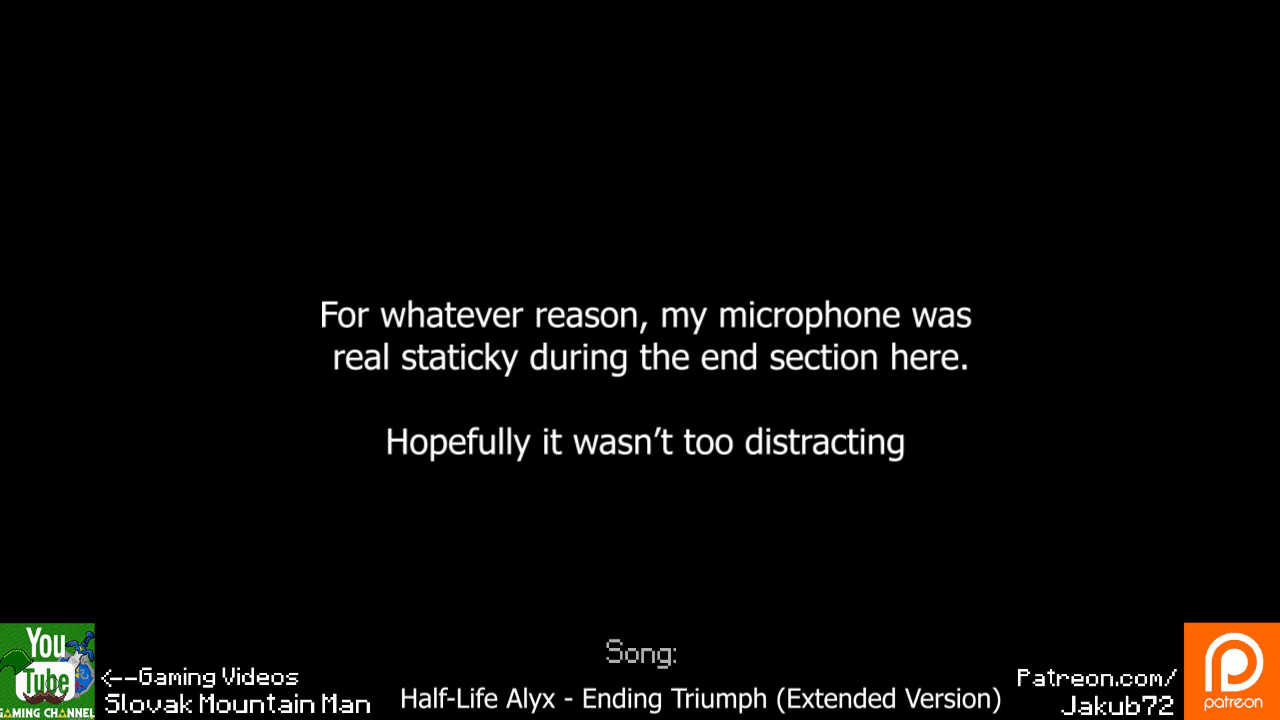 For whatever reason, my microphone was
real staticky during the end section here.
Hopefully it wasn't too distracting
You
Tube
GAMING CHANNEL
<--Gaming Videos
Slovak Mountain Man
Song:
Half-Life Alyx - Ending Triumph (Extended Version)
Patreon.com/
Jakub72
patreon